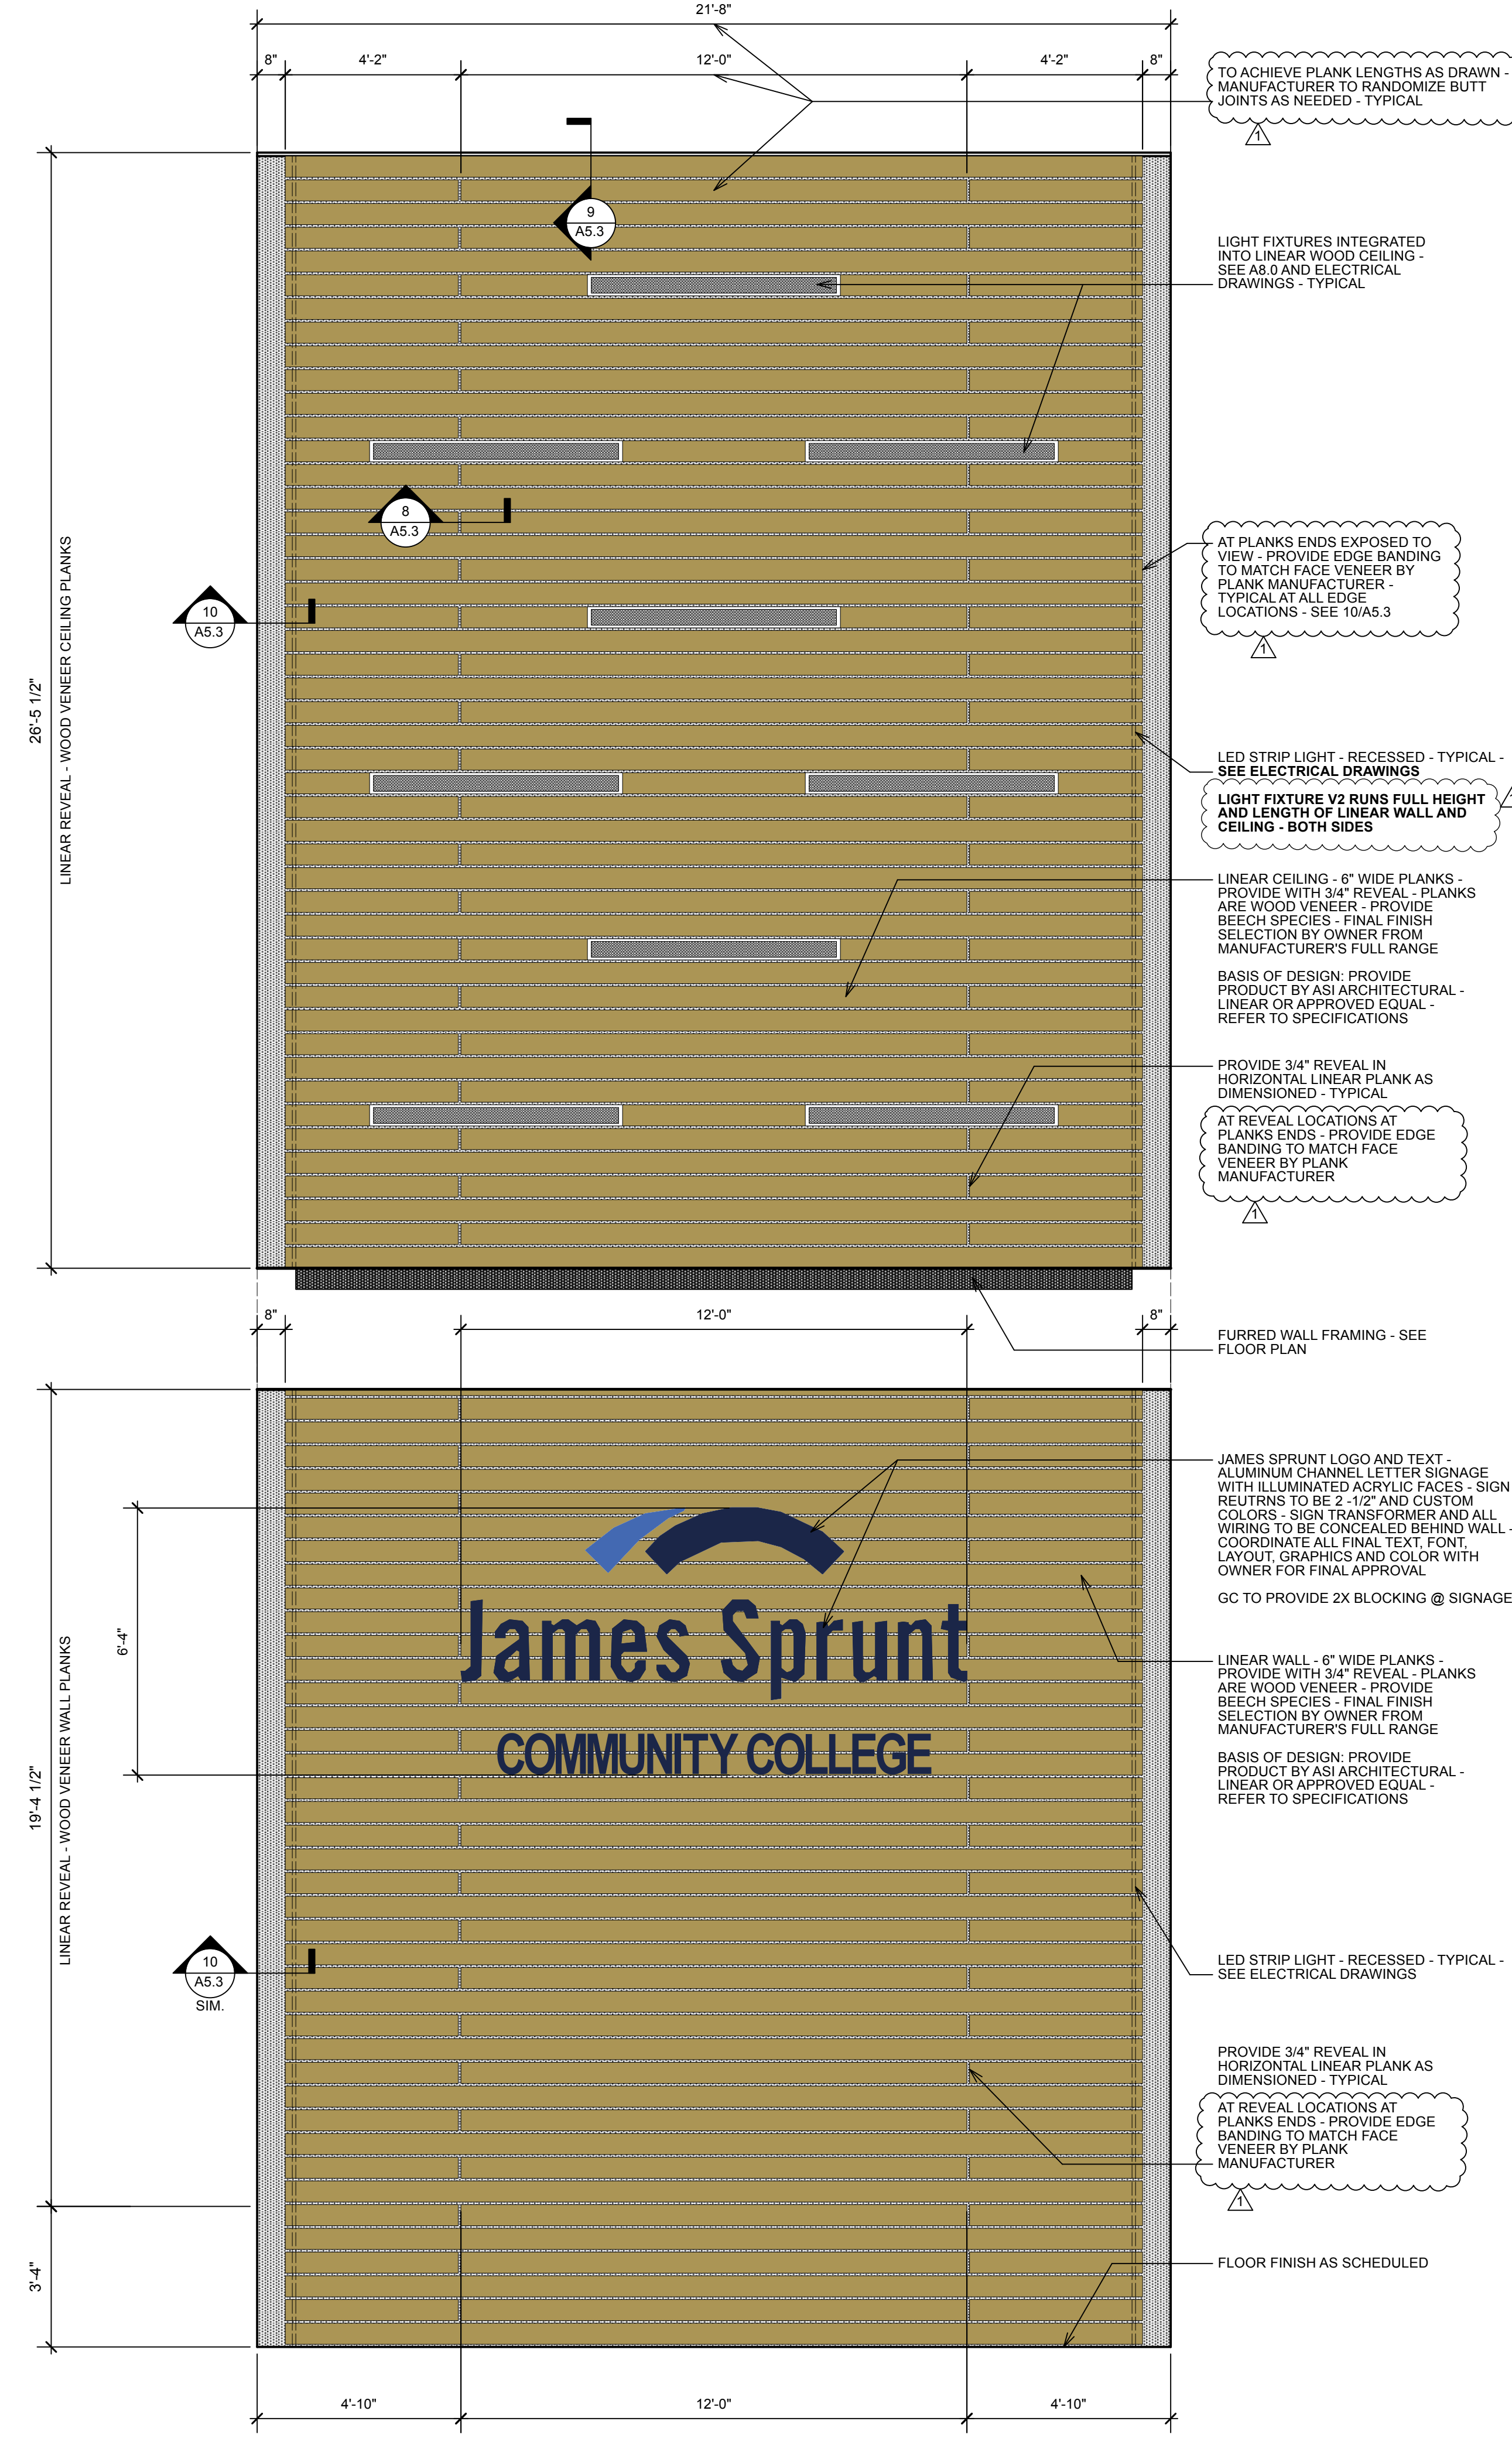 21'-8"
8"
4'-2"
12'-0"
4'-2"
8"
TO ACHIEVE PLANK LENGTHS AS DRAWN -
MANUFACTURER TO RANDOMIZE BUTT
JOINTS AS NEEDED - TYPICAL
1
9
A5.3
LIGHT FIXTURES INTEGRATED
INTO LINEAR WOOD CEILING -
SEE A8.0 AND ELECTRICAL
DRAWINGS - TYPICAL
8
A5.3
10
A5.3
26'-5 1/2"
LINEAR REVEAL - WOOD VENEER CEILING PLANKS
AT PLANKS ENDS EXPOSED TO
VIEW - PROVIDE EDGE BANDING
TO MATCH FACE VENEER BY
PLANK MANUFACTURER -
TYPICAL AT ALL EDGE
LOCATIONS - SEE 10/A5.3
1
LED STRIP LIGHT - RECESSED - TYPICAL -
SEE ELECTRICAL DRAWINGS
LIGHT FIXTURE V2 RUNS FULL HEIGHT
AND LENGTH OF LINEAR WALL AND
CEILING - BOTH SIDES
LINEAR CEILING - 6" WIDE PLANKS -
PROVIDE WITH 3/4" REVEAL - PLANKS
ARE WOOD VENEER - PROVIDE
BEECH SPECIES - FINAL FINISH
SELECTION BY OWNER FROM
MANUFACTURER'S FULL RANGE
BASIS OF DESIGN: PROVIDE
PRODUCT BY ASI ARCHITECTURAL -
LINEAR OR APPROVED EQUAL -
REFER TO SPECIFICATIONS
PROVIDE 3/4" REVEAL IN
HORIZONTAL LINEAR PLANK AS
DIMENSIONED - TYPICAL
AT REVEAL LOCATIONS AT
PLANKS ENDS - PROVIDE EDGE
BANDING TO MATCH FACE
VENEER BY PLANK
MANUFACTURER
1
8"
12'-0"
8"
FURRED WALL FRAMING - SEE
FLOOR PLAN
JAMES SPRUNT LOGO AND TEXT -
ALUMINUM CHANNEL LETTER SIGNAGE
WITH ILLUMINATED ACRYLIC FACES - SIGN
REUTRNS TO BE 2 -1/2" AND CUSTOM
COLORS - SIGN TRANSFORMER AND ALL
WIRING TO BE CONCEALED BEHIND WALL -
COORDINATE ALL FINAL TEXT, FONT,
LAYOUT, GRAPHICS AND COLOR WITH
OWNER FOR FINAL APPROVAL
GC TO PROVIDE 2X BLOCKING @ SIGNAGE
6'-4"
James Sprunt
COMMUNITY COLLEGE
19'-4 1/2"
LINEAR REVEAL - WOOD VENEER WALL PLANKS
LINEAR WALL - 6" WIDE PLANKS -
PROVIDE WITH 3/4" REVEAL - PLANKS
ARE WOOD VENEER - PROVIDE
BEECH SPECIES - FINAL FINISH
SELECTION BY OWNER FROM
MANUFACTURER'S FULL RANGE
BASIS OF DESIGN: PROVIDE
PRODUCT BY ASI ARCHITECTURAL -
LINEAR OR APPROVED EQUAL -
REFER TO SPECIFICATIONS
10
A5.3
SIM.
LED STRIP LIGHT - RECESSED - TYPICAL -
SEE ELECTRICAL DRAWINGS
PROVIDE 3/4" REVEAL IN
HORIZONTAL LINEAR PLANK AS
DIMENSIONED - TYPICAL
AT REVEAL LOCATIONS AT
PLANKS ENDS - PROVIDE EDGE
BANDING TO MATCH FACE
VENEER BY PLANK
MANUFACTURER
1
3'-4"
FLOOR FINISH AS SCHEDULED
4'-10"
12'-0"
4'-10"